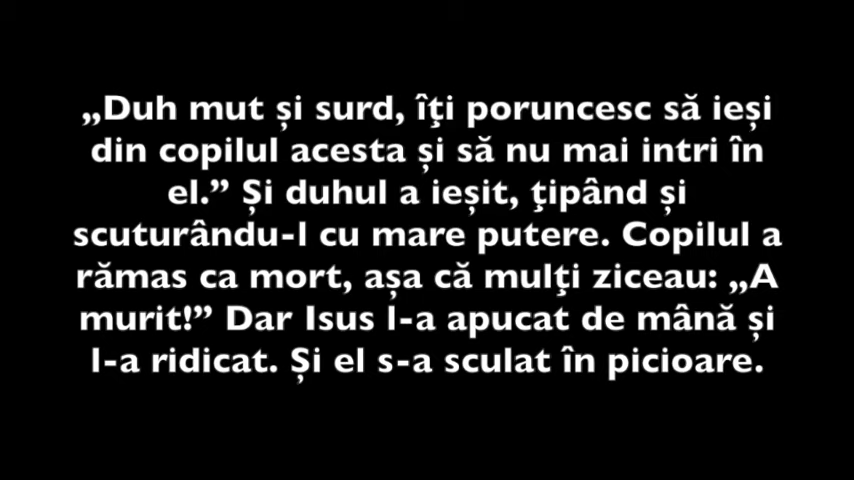 „Duh mut și surd, îţi poruncesc să ieși
din copilul acesta și să nu mai intri în
el.” Și duhul a ieșit, ţipând și
scuturându-l cu mare putere. Copilul a
rămas ca mort, așa că mulţi ziceau: „A
murit!” Dar Isus l-a apucat de mână și
l-a ridicat. Și el s-a sculat în picioare.